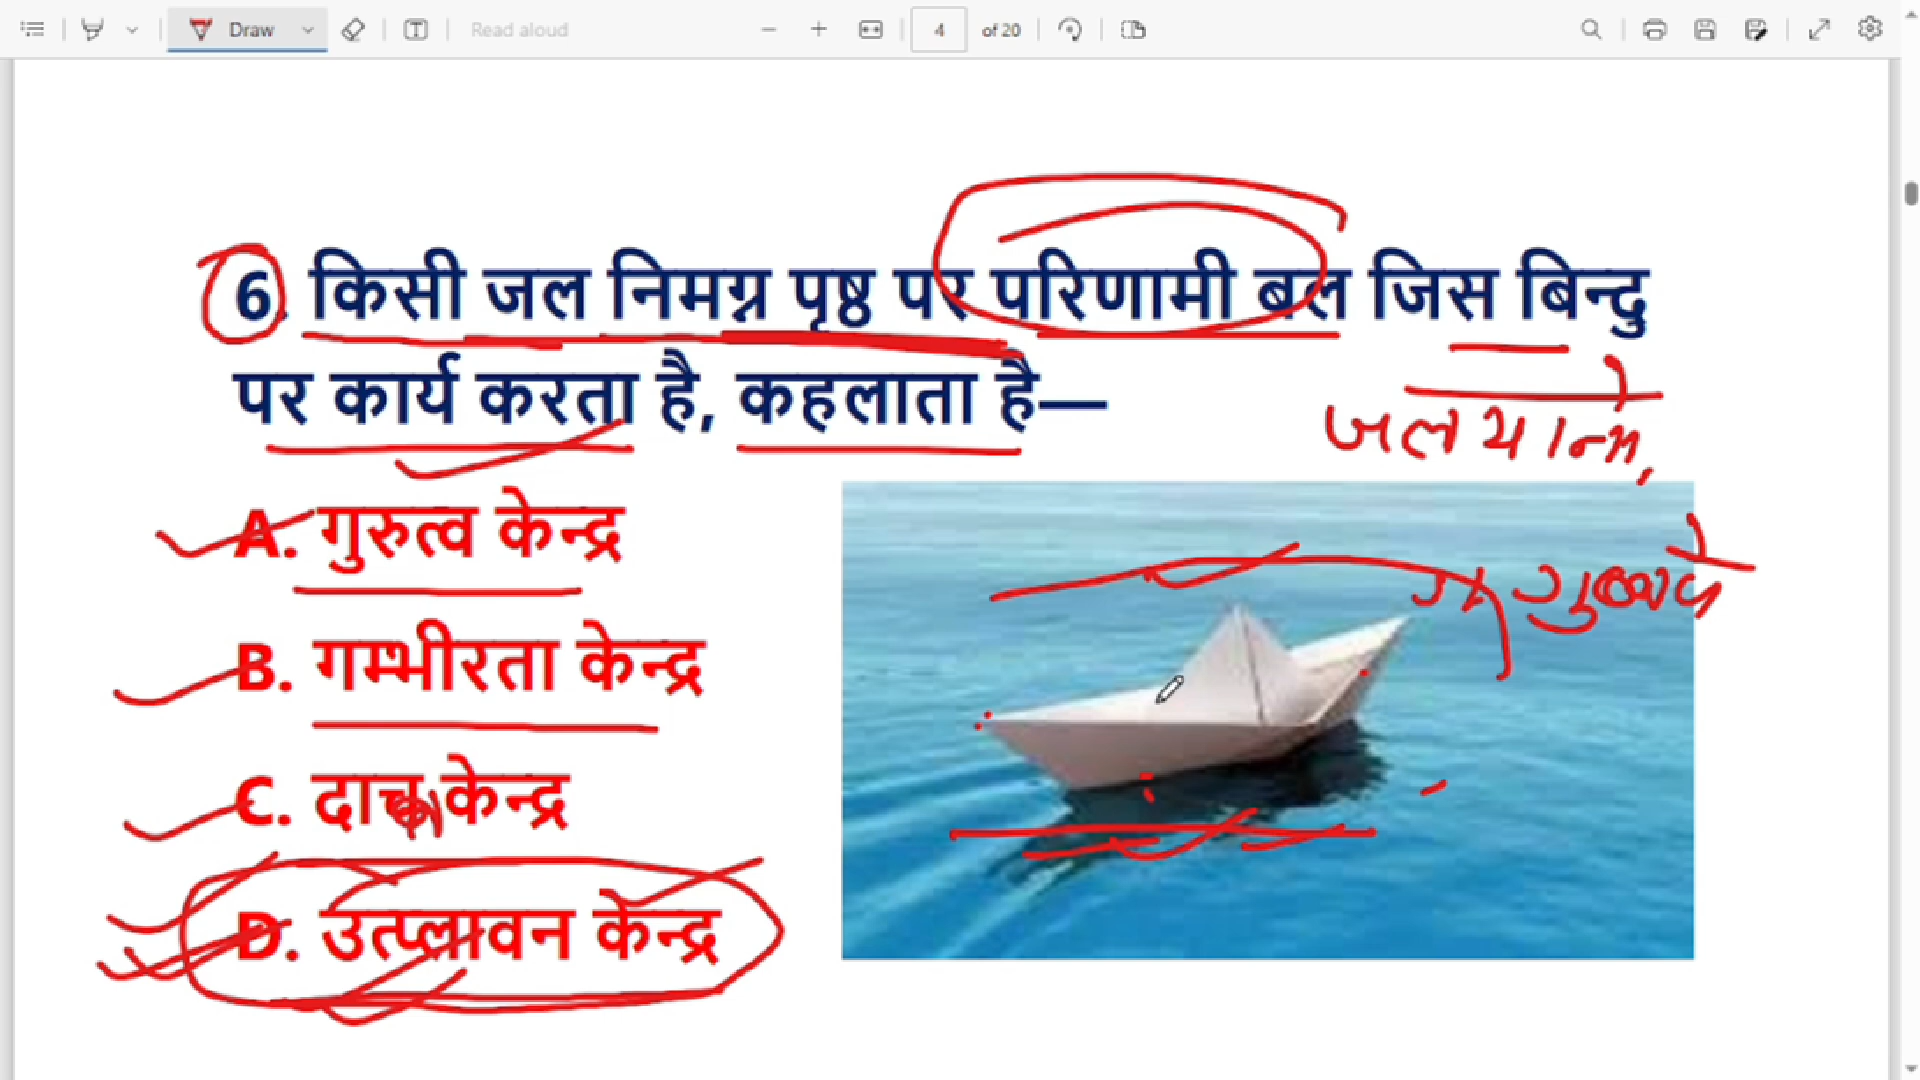 Draw
Read aloud
4 of 20
6. किसी जल निमग्न पृष्ठ पर परिणामी बल जिस बिन्दु
पर कार्य करता है, कहलाता है—
A. गुरुत्व केन्द्र
B. गम्भीरता केन्द्र
C. दाब केन्द्र
D. उत्प्लावन केन्द्र